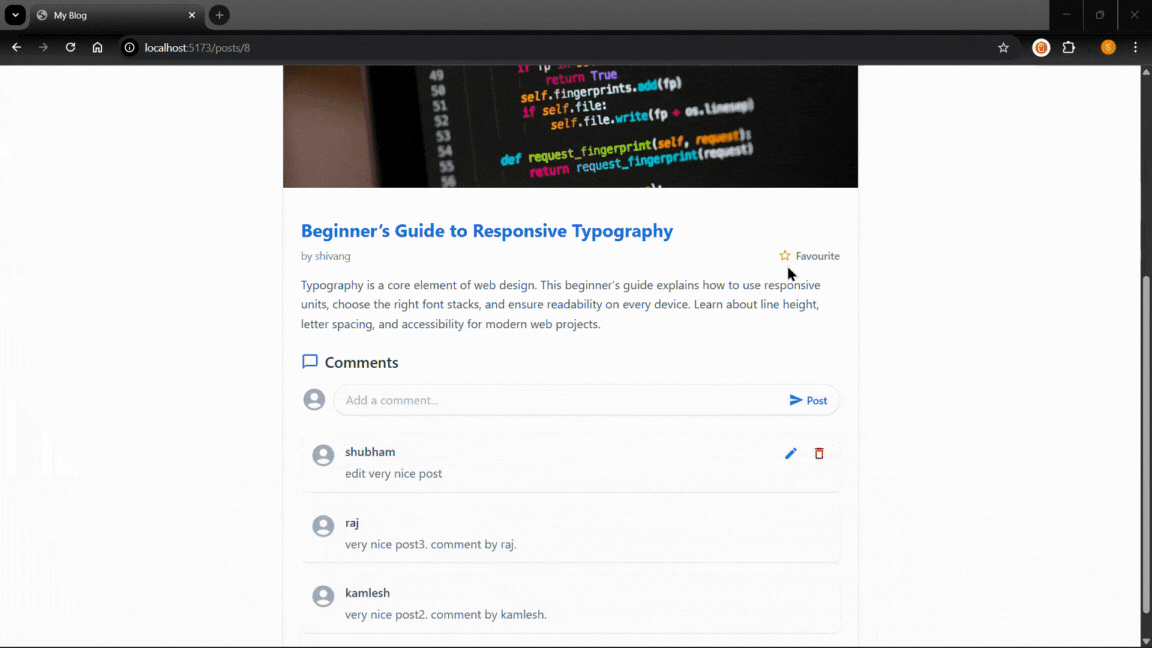 My Blog
localhost:5173/posts/8
S
49
50
return True
51
self.fingerprints.add(fp)
52
if self.file:
53
self.file.write(fp + os.linesep)
54
def request_fingerprint(self, request):
55
return request_fingerprint(request)
56
Beginner’s Guide to Responsive Typography
by shivang
Favourite
Typography is a core element of web design. This beginner’s guide explains how to use responsive
units, choose the right font stacks, and ensure readability on every device. Learn about line height,
letter spacing, and accessibility for modern web projects.
Comments
Add a comment...
Post
shubham
edit very nice post
raj
very nice post3. comment by raj.
kamlesh
very nice post2. comment by kamlesh.